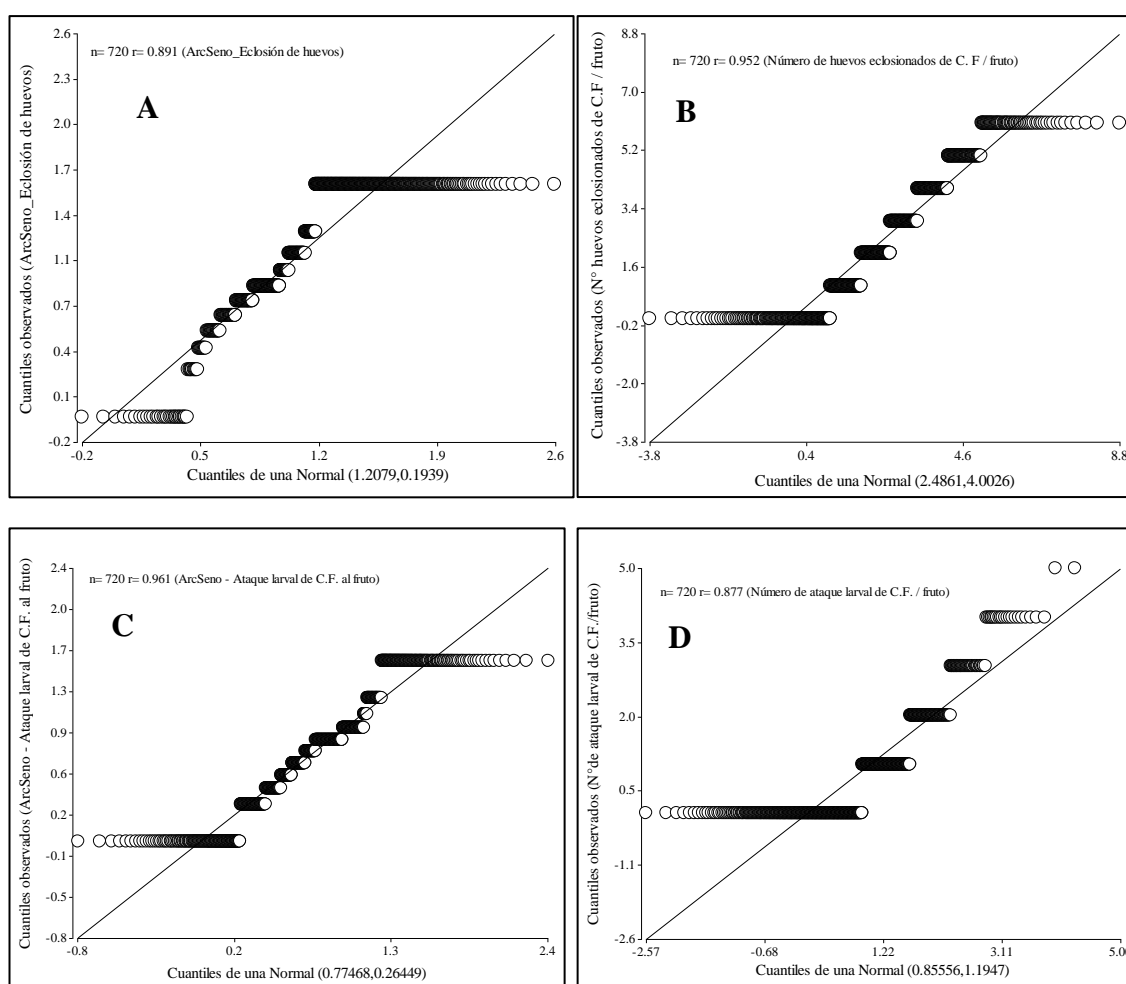 n= 720 r= 0.891 (ArcSeno_Eclosión de huevos)
A
Cuantiles observados (ArcSeno_Eclosión de huevos)
2.6
2.3
2.0
1.7
1.4
1.1
0.7
0.4
0.1
-0.2
-0.2 0.5 1.2 1.9 2.6
Cuantiles de una Normal (1.2079,0.1939)
n= 720 r= 0.952 (Número de huevos eclosionados de C. F / fruto)
B
Cuantiles observados (N° huevos eclosionados de C.F / fruto)
8.8
7.0
5.2
3.4
1.6
-0.2
-2.0
-3.8
-3.8 0.4 4.6 8.8
Cuantiles de una Normal (2.4861,4.0026)
n= 720 r= 0.961 (ArcSeno - Ataque larval de C.F. al fruto)
C
Cuantiles observados (ArcSeno - Ataque larval de C.F. al fruto)
2.4
2.0
1.7
1.3
0.9
0.6
0.2
-0.1
-0.5
-0.8
-0.8 0.2 1.3 2.4
Cuantiles de una Normal (0.77468,0.26449)
n= 720 r= 0.877 (Número de ataque larval de C.F. / fruto)
D
Cuantiles observados (N°de ataque larval de C.F./fruto)
5.0
3.5
2.0
0.5
-1.1
-2.6
-2.57 -0.68 1.22 3.11 5.00
Cuantiles de una Normal (0.85556,1.1947)